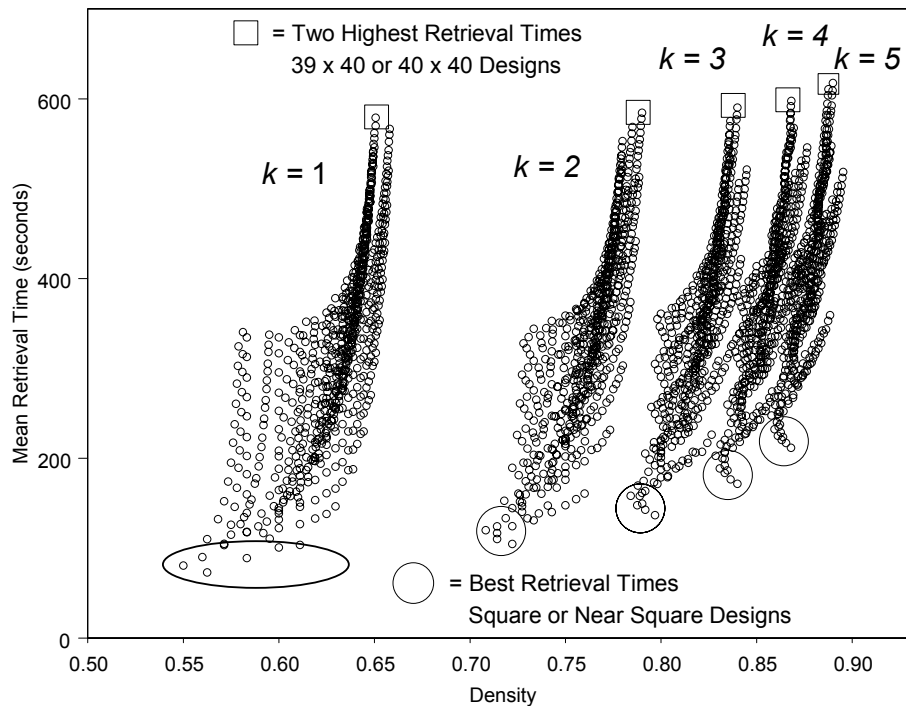 = Two Highest Retrieval Times
39 x 40 or 40 x 40 Designs
k = 1
k = 2
k = 3
k = 4
k = 5
Mean Retrieval Time (seconds)
600
400
200
0
= Best Retrieval Times
Square or Near Square Designs
0.50 0.55 0.60 0.65 0.70 0.75 0.80 0.85 0.90
Density